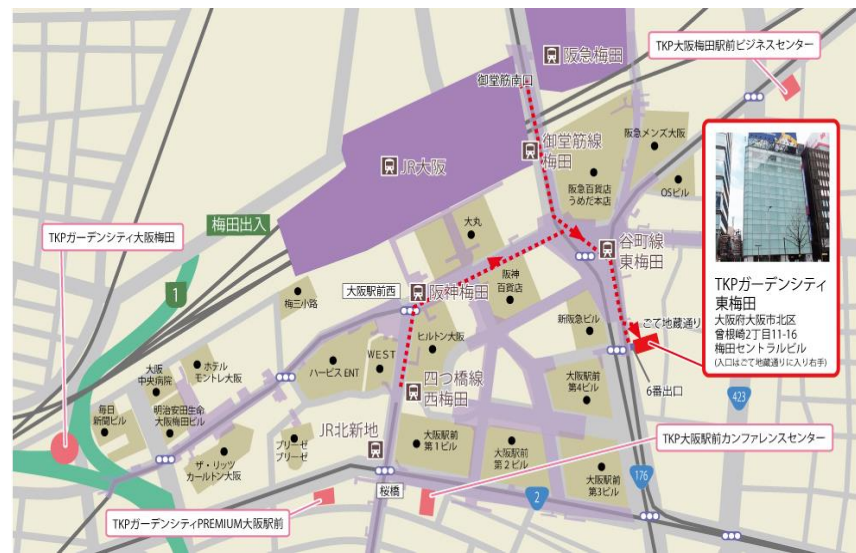 TKP大阪梅田駅前ビジネスセンター
阪急梅田
御堂筋南口
阪急メンズ大阪
御堂筋線
梅田
JR大阪
阪急百貨店
うめだ本店
OSビル
梅田出入
大丸
TKPガーデンシティ大阪梅田
谷町線
東梅田
1
阪神
百貨店
大阪駅前西
阪神梅田
梅三小路
TKPガーデンシティ
東梅田
大阪府大阪市北区
曾根崎2丁目11-16
梅田セントラルビル
(入口はごて地蔵通りに入り右手)
ごて地蔵通り
新阪急ビル
ヒルトン大阪
WEST
ハービス ENT
大阪
中央病院
ホテル
モントレ大阪
四つ橋線
西梅田
大阪駅前
第4ビル
6番出口
423
毎日
新聞ビル
明治安田生命
大阪梅田ビル
JR北新地
大阪駅前
第1ビル
ブリーゼ
ブリーゼ
大阪駅前
第2ビル
TKP大阪駅前カンファレンスセンター
ザ・リッツ
カールトン大阪
大阪駅前
第3ビル
176
桜橋
2
TKPガーデンシティPREMIUM大阪駅前